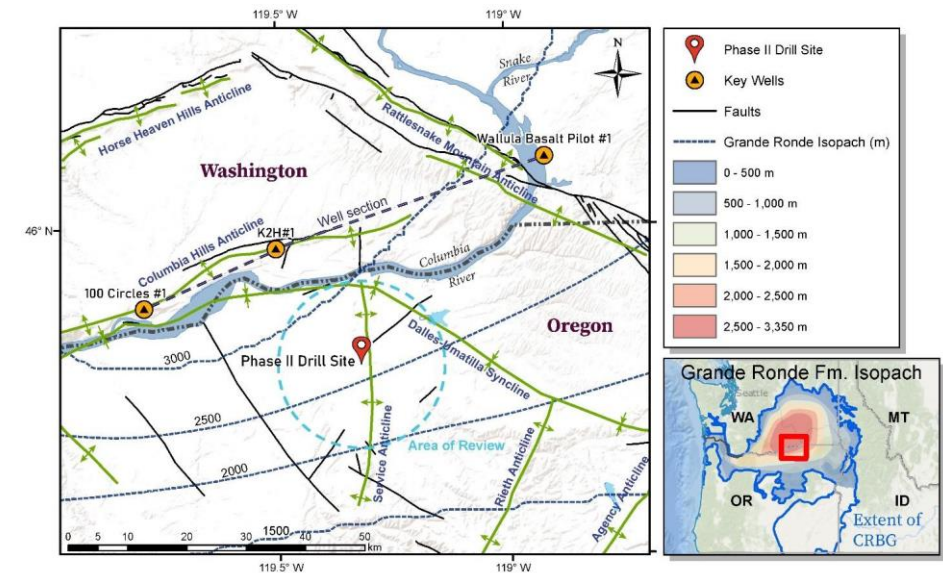 119.5° W
119° W
N
Snake
River
Horse Heaven Hills Anticline
Rattlesnake Mountain Anticline
Wallula Basalt Pilot #1
Washington
46° N
Columbia Hills Anticline
Well section
K2H#1
Columbia
River
100 Circles #1
Oregon
3000
Phase II Drill Site
Dalles-Umatilla Syncline
2500
Area of Review
2000
Service Anticline
Rieth Anticline
Agency Anticline
1500
0 5 10 20 30 40 50
km
119.5° W
119° W
Phase II Drill Site
Key Wells
Faults
Grande Ronde Isopach (m)
0 - 500 m
500 - 1,000 m
1,000 - 1,500 m
1,500 - 2,000 m
2,000 - 2,500 m
2,500 - 3,350 m
Grande Ronde Fm. Isopach
Seattle
WA
MT
OR
ID
Extent of
CRBG